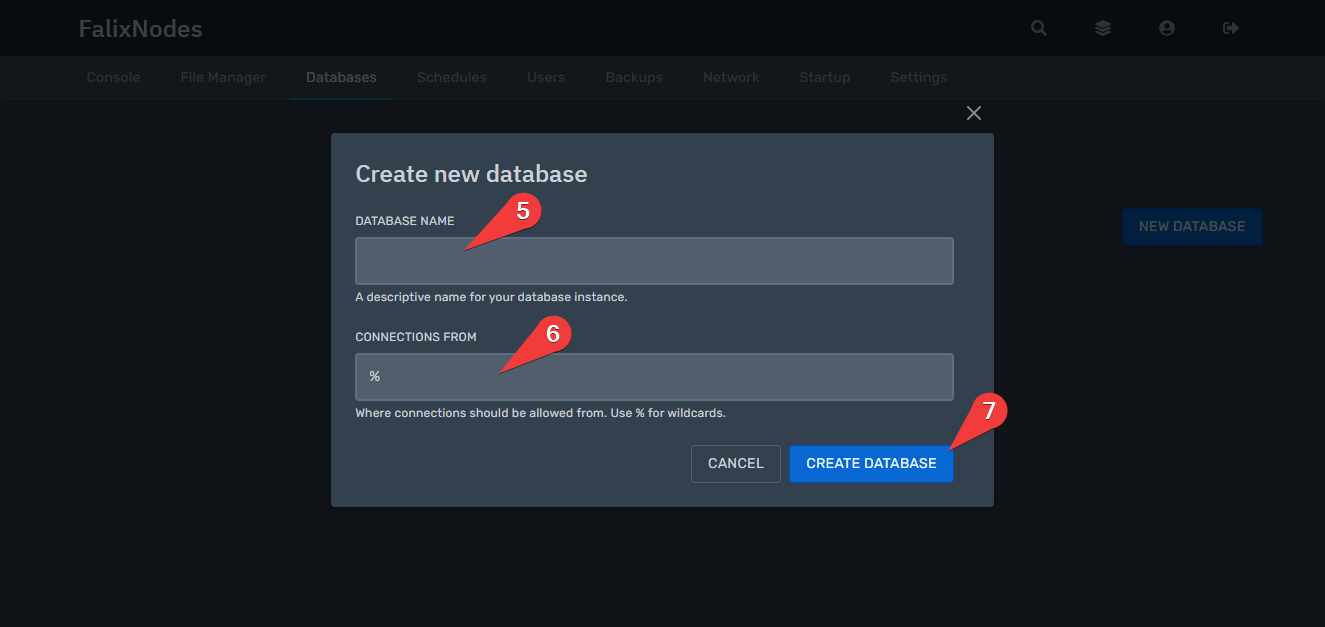 FalixNodes
Console File Manager Databases Schedules Users Backups Network Startup Settings
Create new database
5
DATABASE NAME
NEW DATABASE
A descriptive name for your database instance.
6
CONNECTIONS FROM
%
Where connections should be allowed from. Use % for wildcards.
7
CANCEL CREATE DATABASE